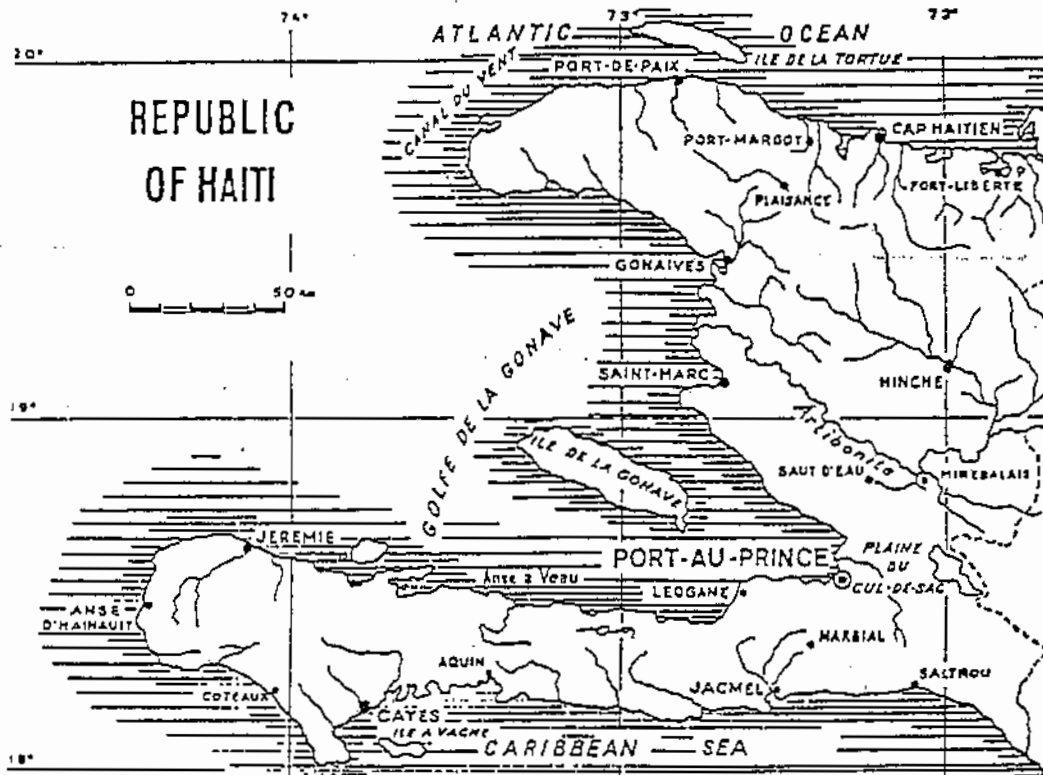 74°
73°
72°
20°
ATLANTIC OCEAN
ILE DE LA TORTUE
CANAL DU VENT
PORT-DE-PAIX
REPUBLIC
OF HAITI
PORT-MARGOT
CAP HAITIEN
FORT-LIBERTE
PLAISANCE
GONAIVES
0 50 Km
GOLFE DE LA GONAVE
SAINT-MARC
HINCHE
19°
Artibonite
ILE DE LA GONAVE
SAUT D'EAU
MIREBALAIS
JEREMIE
PORT-AU-PRINCE
PLAINE
DU
CUL-DE-SAC
Anse à Veau
LEOGANE
ANSE
D'HAINAULT
MARBIAL
AQUIN
SALTROU
COTEAUX
JACMEL
CAYES
ILE A VACHE
CARIBBEAN SEA
18°